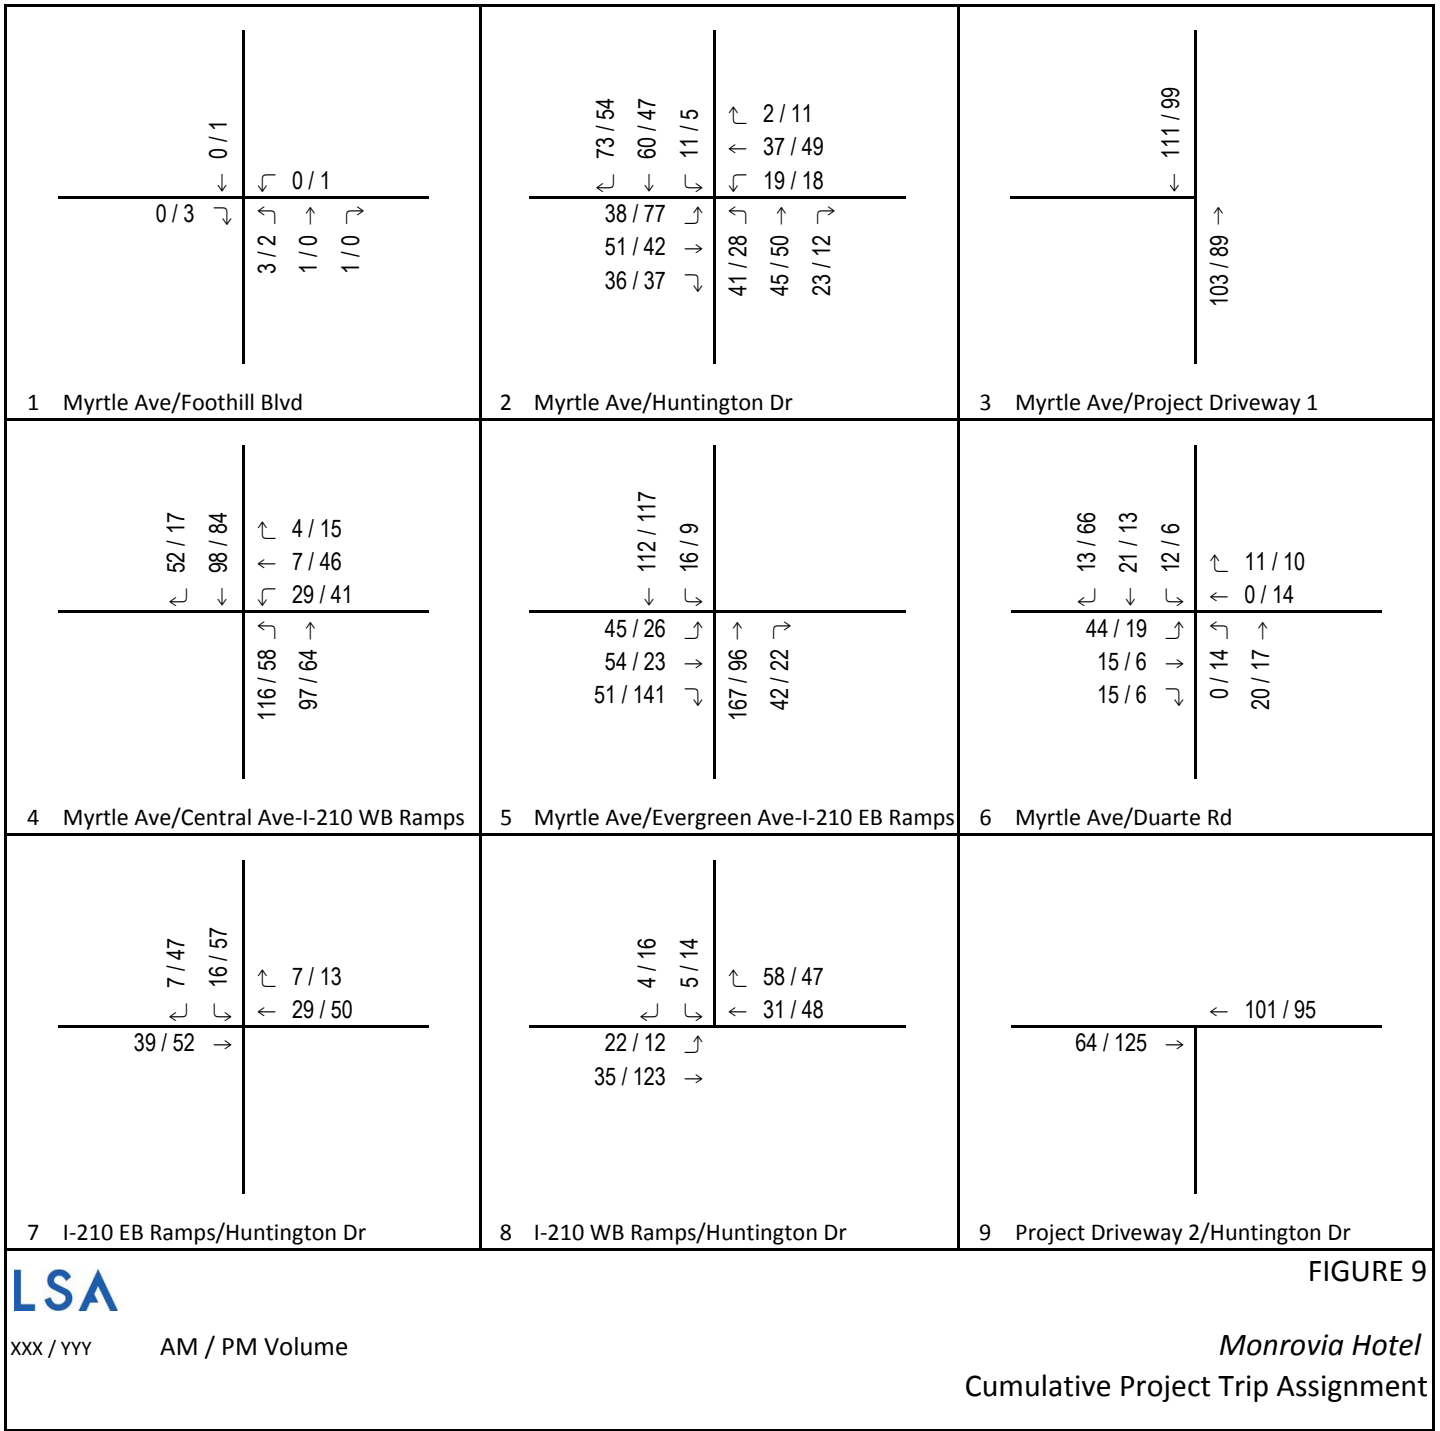 0 / 1
0 / 1
0 / 3
3 / 2
1 / 0
1 / 0
1 Myrtle Ave/Foothill Blvd
73 / 54
60 / 47
11 / 5
2 / 11
37 / 49
19 / 18
38 / 77
51 / 42
36 / 37
41 / 28
45 / 50
23 / 12
2 Myrtle Ave/Huntington Dr
111 / 99
103 / 89
3 Myrtle Ave/Project Driveway 1
52 / 17
98 / 84
4 / 15
7 / 46
29 / 41
116 / 58
97 / 64
4 Myrtle Ave/Central Ave-I-210 WB Ramps
112 / 117
16 / 9
45 / 26
54 / 23
51 / 141
167 / 96
42 / 22
5 Myrtle Ave/Evergreen Ave-I-210 EB Ramps
13 / 66
21 / 13
12 / 6
11 / 10
0 / 14
44 / 19
15 / 6
15 / 6
0 / 14
20 / 17
6 Myrtle Ave/Duarte Rd
7 / 47
16 / 57
7 / 13
29 / 50
39 / 52
7 I-210 EB Ramps/Huntington Dr
4 / 16
5 / 14
58 / 47
31 / 48
22 / 12
35 / 123
8 I-210 WB Ramps/Huntington Dr
101 / 95
64 / 125
9 Project Driveway 2/Huntington Dr
LSA
FIGURE 9
XXX / YYY AM / PM Volume
Monrovia Hotel
Cumulative Project Trip Assignment